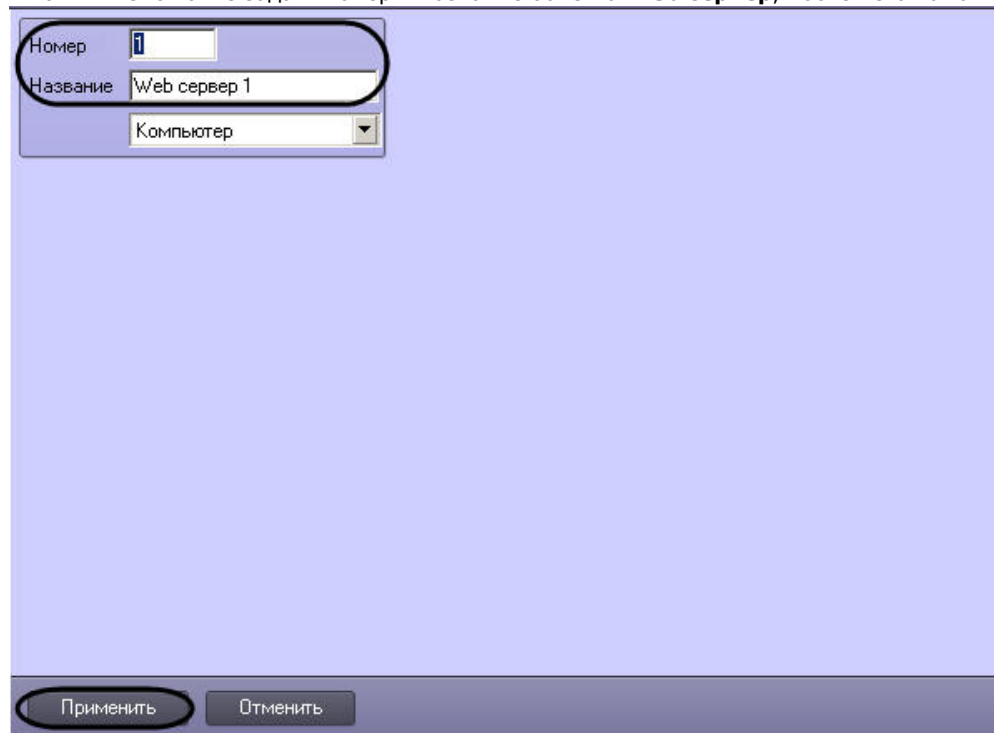 Номер 1
Название Web сервер 1
Компьютер
Применить Отменить